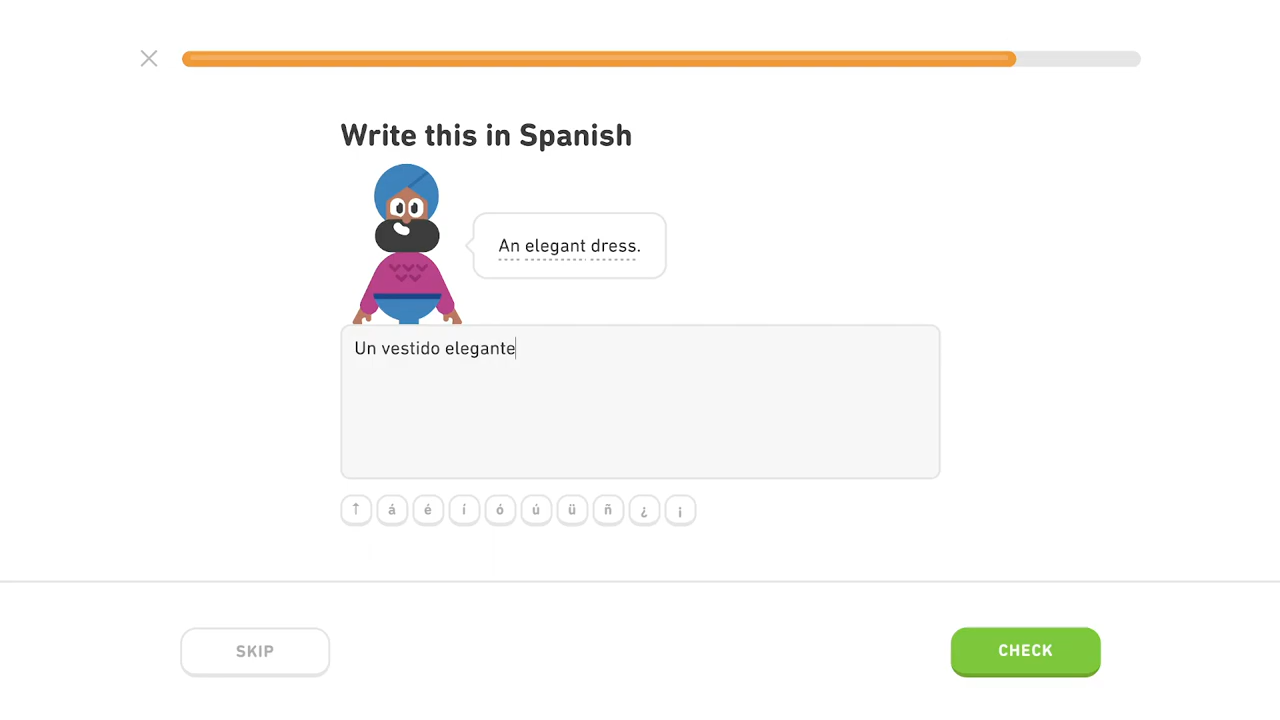 Write this in Spanish
An elegant dress.
Un vestido elegante
↑ á é í ó ú ü ñ ¿ ¡
SKIP
CHECK